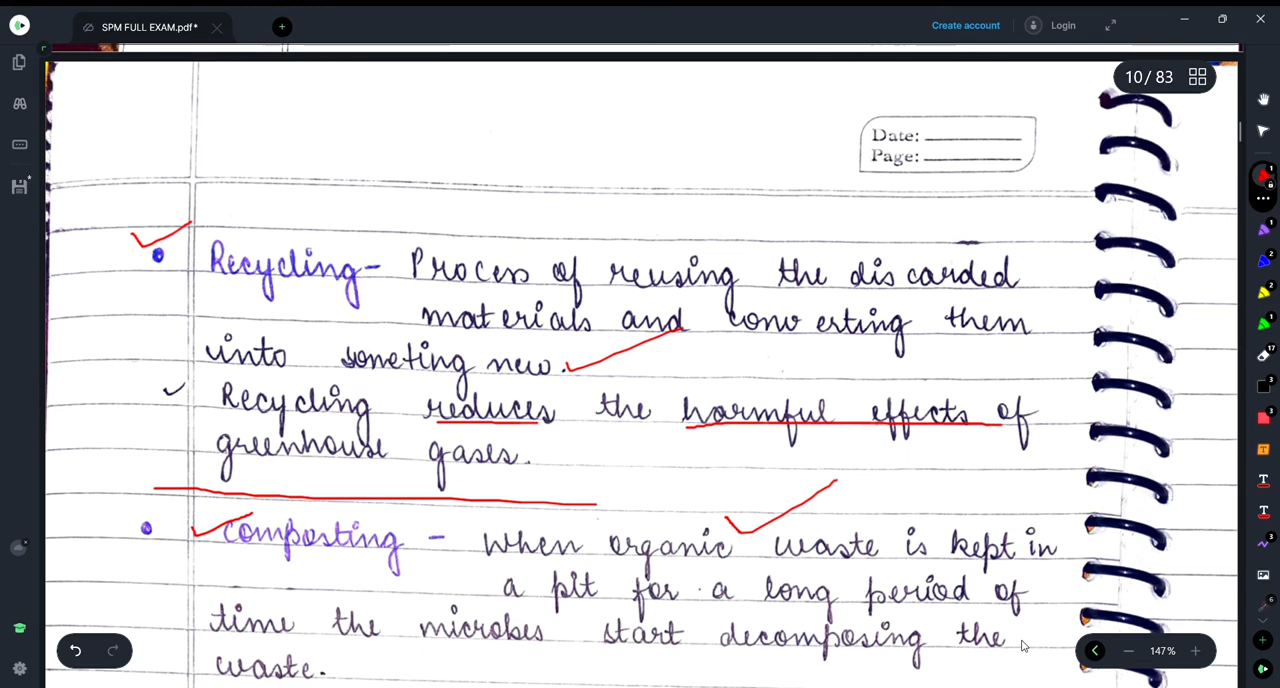 SPM FULL EXAM.pdf*
Create account
Login
10/83
Date:
Page:
Recycling- Process of reusing the discarded
materials and converting them
into someting new.
Recycling reduces the harmful effects of
greenhouse gases.
Composting - When organic waste is kept in
a pit for a long period of
time the microbes start decomposing the
waste.
147%